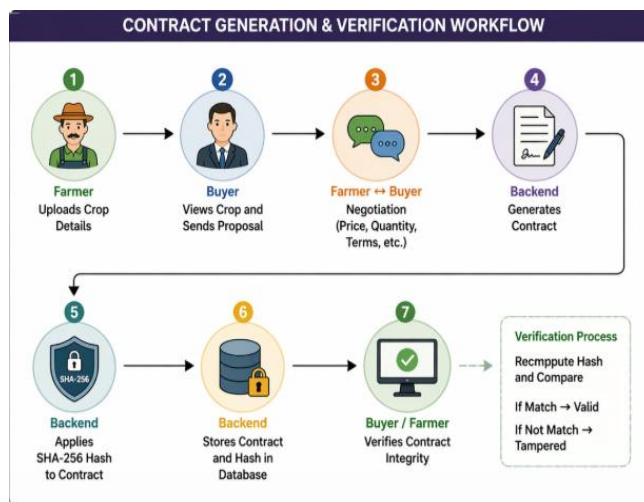 CONTRACT GENERATION & VERIFICATION WORKFLOW
1
2
3
4
Farmer
Uploads Crop
Details
Buyer
Views Crop and
Sends Proposal
Farmer ↔ Buyer
Negotiation
(Price, Quantity,
Terms, etc.)
Backend
Generates
Contract
5
6
7
SHA-256
Backend
Applies
SHA-256 Hash
to Contract
Backend
Stores Contract
and Hash in
Database
Buyer / Farmer
Verifies Contract
Integrity
Verification Process
Recmppute Hash
and Compare
If Match → Valid
If Not Match →
Tampered